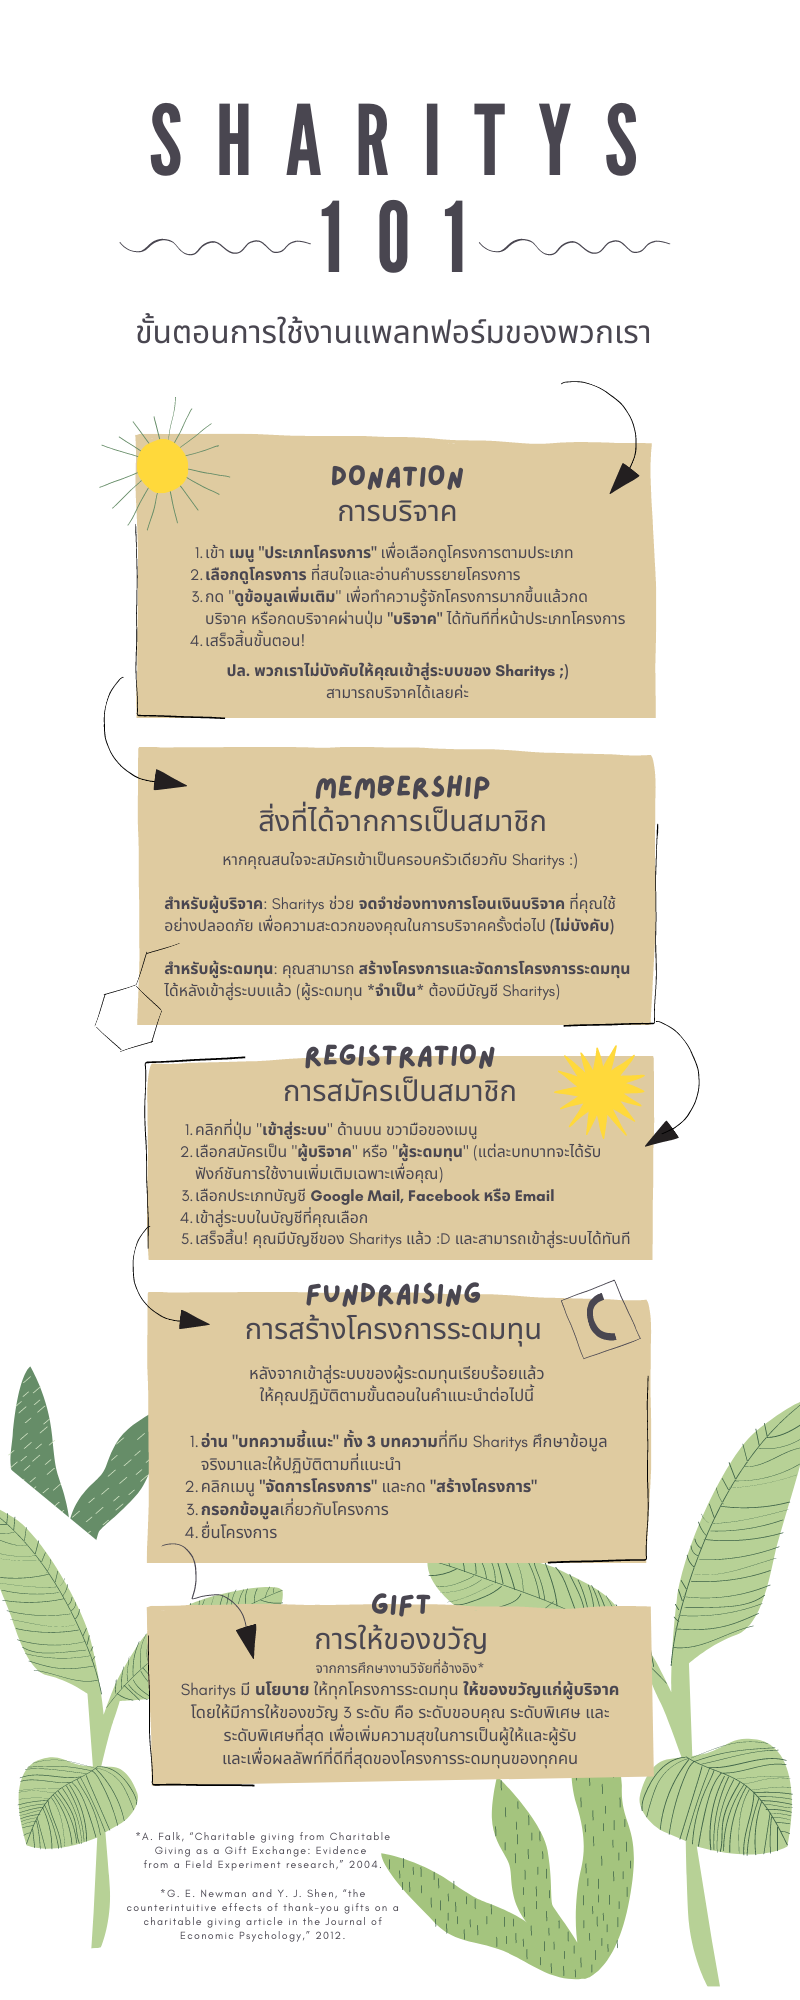 SHARITYS
101
ขั้นตอนการใช้งานแพลทฟอร์มของพวกเรา
DONATION
การบริจาค
1. เข้า เมนู "ประเภทโครงการ" เพื่อเลือกดูโครงการตามประเภท
2. เลือกดูโครงการ ที่สนใจและอ่านคำบรรยายโครงการ
3. กด "ดูข้อมูลเพิ่มเติม" เพื่อทำความรู้จักโครงการมากขึ้นแล้วกด
บริจาค หรือกดบริจาคผ่านปุ่ม "บริจาค" ได้ทันทีที่หน้าประเภทโครงการ
4. เสร็จสิ้นขั้นตอน!
ปล. พวกเราไม่บังคับให้คุณเข้าสู่ระบบของ Sharitys ;)
สามารถบริจาคได้เลยค่ะ
MEMBERSHIP
สิ่งที่ได้จากการเป็นสมาชิก
หากคุณสนใจจะสมัครเข้าเป็นครอบครัวเดียวกับ Sharitys :)
สำหรับผู้บริจาค: Sharitys ช่วย จดจำช่องทางการโอนเงินบริจาค ที่คุณใช้
อย่างปลอดภัย เพื่อความสะดวกของคุณในการบริจาคครั้งต่อไป (ไม่บังคับ)
สำหรับผู้ระดมทุน: คุณสามารถ สร้างโครงการและจัดการโครงการระดมทุน
ได้หลังเข้าสู่ระบบแล้ว (ผู้ระดมทุน *จำเป็น* ต้องมีบัญชี Sharitys)
REGISTRATION
การสมัครเป็นสมาชิก
1. คลิกที่ปุ่ม "เข้าสู่ระบบ" ด้านบน ขวามือของเมนู
2. เลือกสมัครเป็น "ผู้บริจาค" หรือ "ผู้ระดมทุน" (แต่ละบทบาทจะได้รับ
ฟังก์ชันการใช้งานเพิ่มเติมเฉพาะเพื่อคุณ)
3. เลือกประเภทบัญชี Google Mail, Facebook หรือ Email
4. เข้าสู่ระบบในบัญชีที่คุณเลือก
5. เสร็จสิ้น! คุณมีบัญชีของ Sharitys แล้ว :D และสามารถเข้าสู่ระบบได้ทันที
FUNDRAISING
การสร้างโครงการระดมทุน
หลังจากเข้าสู่ระบบของผู้ระดมทุนเรียบร้อยแล้ว
ให้คุณปฏิบัติตามขั้นตอนในคำแนะนำต่อไปนี้
1. อ่าน "บทความชี้แนะ" ทั้ง 3 บทความที่ทีม Sharitys ศึกษาข้อมูล
จริงมาและให้ปฏิบัติตามที่แนะนำ
2. คลิกเมนู "จัดการโครงการ" และกด "สร้างโครงการ"
3. กรอกข้อมูลเกี่ยวกับโครงการ
4. ยื่นโครงการ
GIFT
การให้ของขวัญ
จากการศึกษางานวิจัยที่อ้างอิง*
Sharitys มี นโยบาย ให้ทุกโครงการระดมทุน ให้ของขวัญแก่ผู้บริจาค
โดยให้มีการให้ของขวัญ 3 ระดับ คือ ระดับขอบคุณ ระดับพิเศษ และ
ระดับพิเศษที่สุด เพื่อเพิ่มความสุขในการเป็นผู้ให้และผู้รับ
และเพื่อผลลัพท์ที่ดีที่สุดของโครงการระดมทุนของทุกคน
*A. Falk, “Charitable giving from Charitable
Giving as a Gift Exchange: Evidence
from a Field Experiment research,” 2004.
*G. E. Newman and Y. J. Shen, “the
counterintuitive effects of thank-you gifts on a
charitable giving article in the Journal of
Economic Psychology,” 2012.